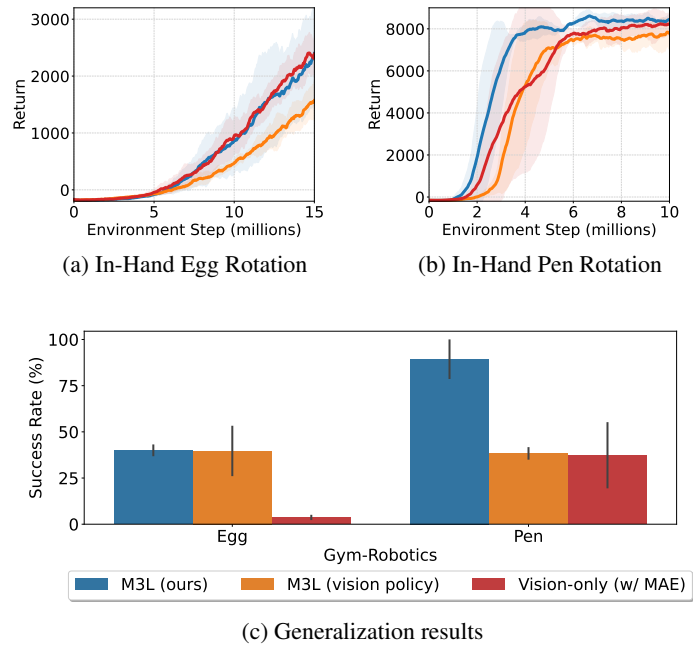 3000
2000
1000
0
Return
0
5
10
15
Environment Step (millions)
(a) In-Hand Egg Rotation
8000
6000
4000
2000
0
Return
0
2
4
6
8
10
Environment Step (millions)
(b) In-Hand Pen Rotation
100
75
50
25
0
Success Rate (%)
Egg
Pen
Gym-Robotics
M3L (ours)
M3L (vision policy)
Vision-only (w/ MAE)
(c) Generalization results